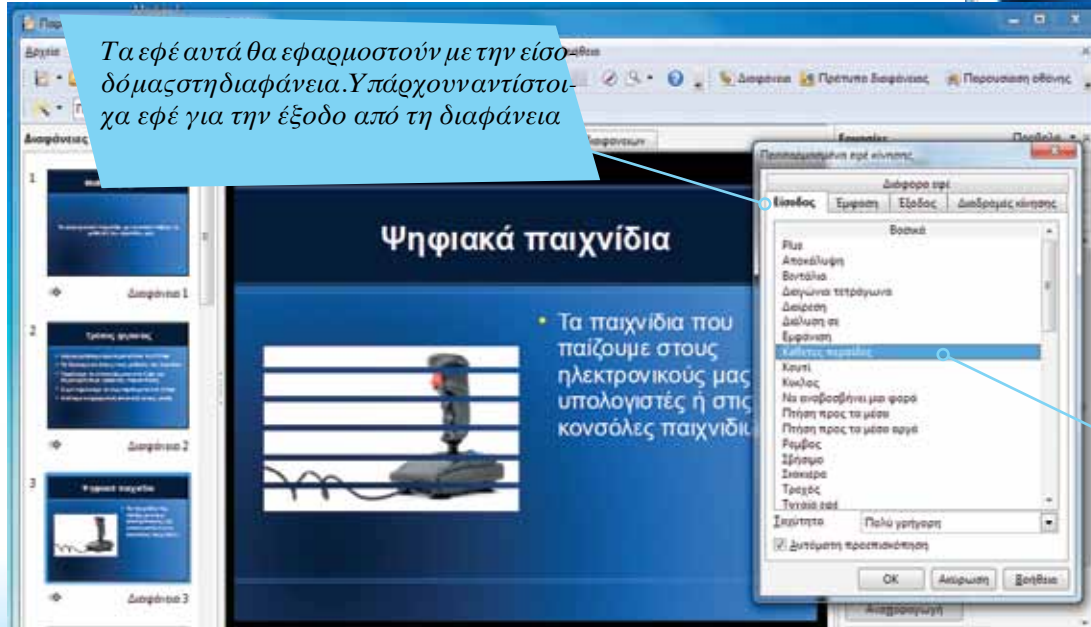 Τα εφέ αυτά θα εφαρμοστούν με την είσο-
δό μας στη διαφάνεια. Υπάρχουν αντίστοι-
χα εφέ για την έξοδο από τη διαφάνεια
Διαφάνεια Πρότυπο διαφάνειας Παρουσίαση οθόνης
Διαφάνειες
1
Διαφάνεια 1
2
Διαφάνεια 2
3
Ψηφιακά παιχνίδια
Διαφάνεια 3
Ψηφιακά παιχνίδια
• Τα παιχνίδια που
παίζουμε στους
ηλεκτρονικούς μας
υπολογιστές ή στις
κονσόλες
Διάφορα εφέ
Είσοδος Έμφαση Έξοδος Διαδρομές κίνησης
Βασικά
Plus
Αποκάλυψη
Βεντάλια
Διαγώνια τετράγωνα
Διαίρεση
Διάλυση σε
Εμφάνιση
Κάθετες περσίδες
Κουτί
Κύκλος
Να αναβοσβήνει μια φορά
Πτήση προς τα μέσα
Πτήση προς τα μέσα αργά
Ρόμβος
Σβήσιμο
Σκακιέρα
Τροχός
Τυχαία εφέ
Ταχύτητα Πολύ γρήγορη
Αυτόματη προεπισκόπηση
OK Ακύρωση Βοήθεια
Αναπαραγωγή